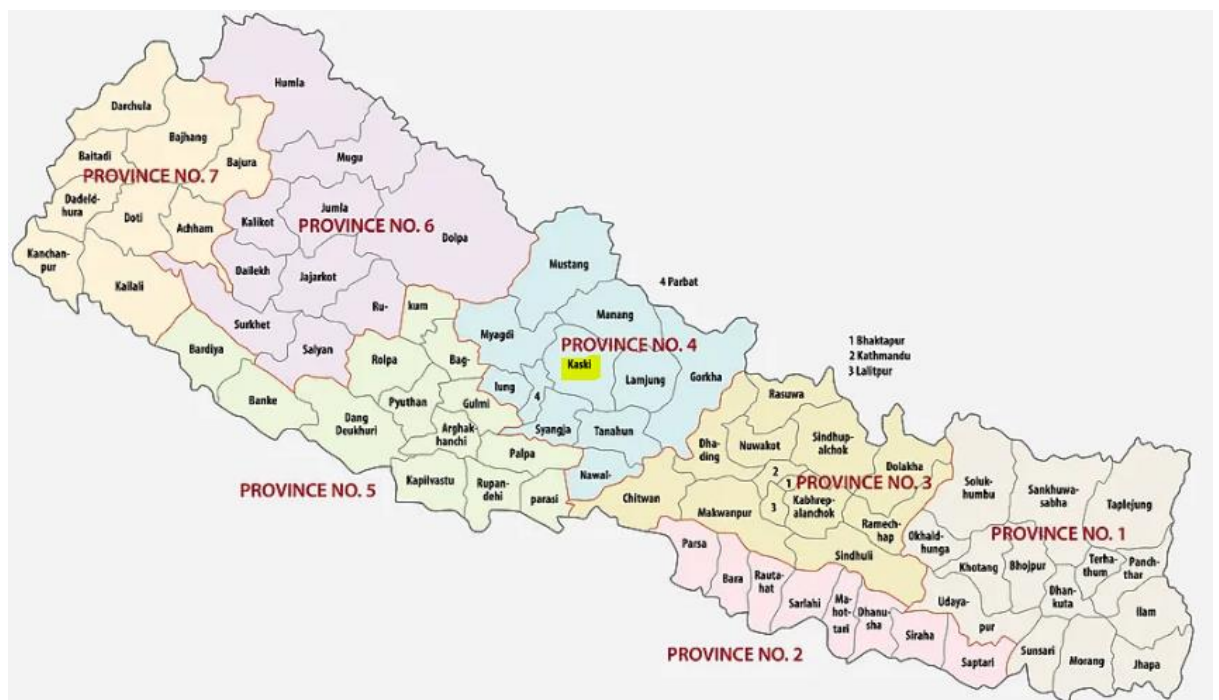 Humla
Darchula
Bajhang
Mugu
Baitadi
Bajura
PROVINCE NO. 7
Dadeld-
hura
Jumla
Doti
Achham
Kalikot
PROVINCE NO. 6
Dolpa
Kanchan-
pur
Mustang
Dailekh
Jajarkot
Kailali
4 Parbat
Ru-
kum
Manang
Surkhet
Myagdi
PROVINCE NO. 4
1 Bhaktapur
2 Kathmandu
3 Lalitpur
Bardiya
Salyan
Rolpa
Bag-
lung
Kaski
Lamjung
Gorkha
4
Rasuwa
Banke
Pyuthan
Gulmi
Dang
Deukhuri
Arghak-
hanchi
Syangja
Tanahun
Dha-
ding
Nuwakot
Sindhup-
alchok
Palpa
Dolakha
2
PROVINCE NO. 5
Kapilvastu
Rupan-
dehi
Nawal-
parasi
1
PROVINCE NO. 3
Soluk-
humbu
Sankhuwa-
sabha
Taplejung
Chitwan
Makwanpur
3
Kabhrep-
alanchok
Ramech-
hap
Okhald-
hunga
PROVINCE NO. 1
Parsa
Sindhuli
Khotang
Bhojpur
Terha-
thum
Panch-
thar
Bara
Rauta-
hat
Sarlahi
Ma-
hot-
tari
Dhanu-
sha
Dhan-
kuta
Udaya-
pur
Ilam
PROVINCE NO. 2
Siraha
Saptari
Sunsari
Morang
Jhapa